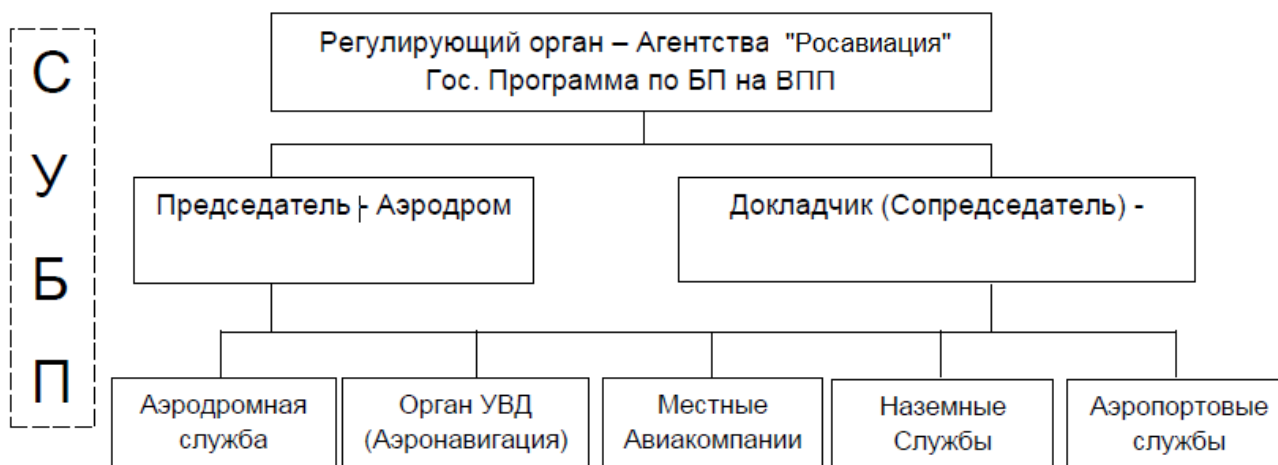 С
У
Б
П
Регулирующий орган – Агентства "Росавиация"
Гос. Программа по БП на ВПП
Председатель - Аэродром
Докладчик (Сопредседатель) -
Аэродромная
служба
Орган УВД
(Аэронавигация)
Местные
Авиакомпании
Наземные
Службы
Аэропортовые
службы